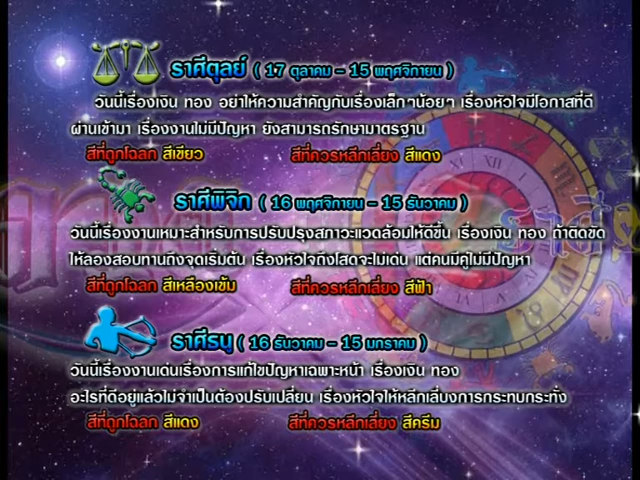 ราศีตุลย์ ( 17 ตุลาคม – 15 พฤศจิกายน )
วันนี้เรื่องเงิน ทอง อย่าให้ความสำคัญกับเรื่องเล็กๆน้อยๆ เรื่องหัวใจมีโอกาสที่ดี
ผ่านเข้ามา เรื่องงานไม่มีปัญหา ยังสามารถรักษามาตรฐาน
สีที่ถูกโฉลก สีเขียว สีที่ควรหลีกเลี่ยง สีแดง
ราศีพิจิก ( 16 พฤศจิกายน – 15 ธันวาคม )
วันนี้เรื่องงานเหมาะสำหรับการปรับปรุงสภาวะแวดล้อมให้ดีขึ้น เรื่องเงิน ทอง ถ้าติดขัด
ให้ลองสอบทานถึงจุดเริ่มต้น เรื่องหัวใจถึงโสดจะไม่เด่น แต่คนมีคู่ไม่มีปัญหา
สีที่ถูกโฉลก สีเหลืองเข้ม สีที่ควรหลีกเลี่ยง สีฟ้า
ราศีธนู ( 16 ธันวาคม – 15 มกราคม )
วันนี้เรื่องงานเด่นเรื่องการแก้ไขปัญหาเฉพาะหน้า เรื่องเงิน ทอง
อะไรที่ดีอยู่แล้วไม่จำเป็นต้องปรับเปลี่ยน เรื่องหัวใจให้หลีกเลี่ยงการกระทบกระทั่ง
สีที่ถูกโฉลก สีแดง สีที่ควรหลีกเลี่ยง สีครีม